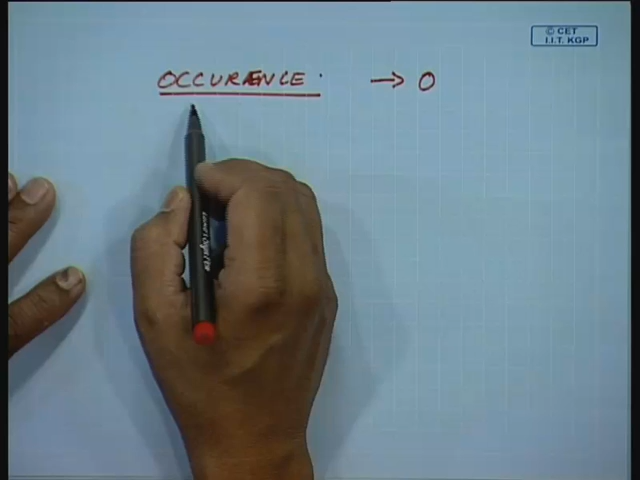 © CET
I.I.T. KGP
OCCURENCE. → O